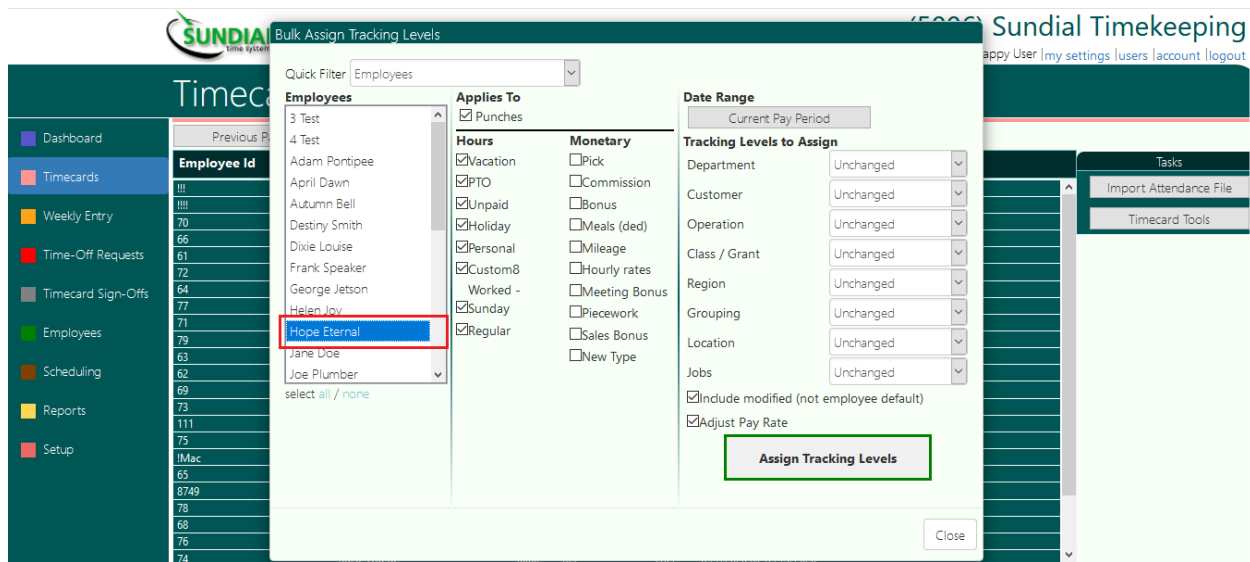 SUNDIAL
time system
Sundial Timekeeping
appy User |my settings |users |account |logout
Timeca
Dashboard
Timecards
Weekly Entry
Time-Off Requests
Timecard Sign-Offs
Employees
Scheduling
Reports
Setup
Previous P
Employee Id
!!!
!!!!
70
66
61
72
64
77
71
79
63
62
69
73
111
75
!Mac
65
8749
78
68
76
74
Bulk Assign Tracking Levels
Quick Filter Employees
Employees
3 Test
4 Test
Adam Pontipee
April Dawn
Autumn Bell
Destiny Smith
Dixie Louise
Frank Speaker
George Jetson
Helen Joy
Hope Eternal
Jane Doe
Joe Plumber
select all / none
Applies To
Punches
Hours
Vacation
PTO
Unpaid
Holiday
Personal
Custom8
Worked -
Sunday
Regular
Monetary
Pick
Commission
Bonus
Meals (ded)
Mileage
Hourly rates
Meeting Bonus
Piecework
Sales Bonus
New Type
Date Range
Current Pay Period
Tracking Levels to Assign
Department Unchanged
Customer Unchanged
Operation Unchanged
Class / Grant Unchanged
Region Unchanged
Grouping Unchanged
Location Unchanged
Jobs Unchanged
Include modified (not employee default)
Adjust Pay Rate
Assign Tracking Levels
Close
Tasks
Import Attendance File
Timecard Tools